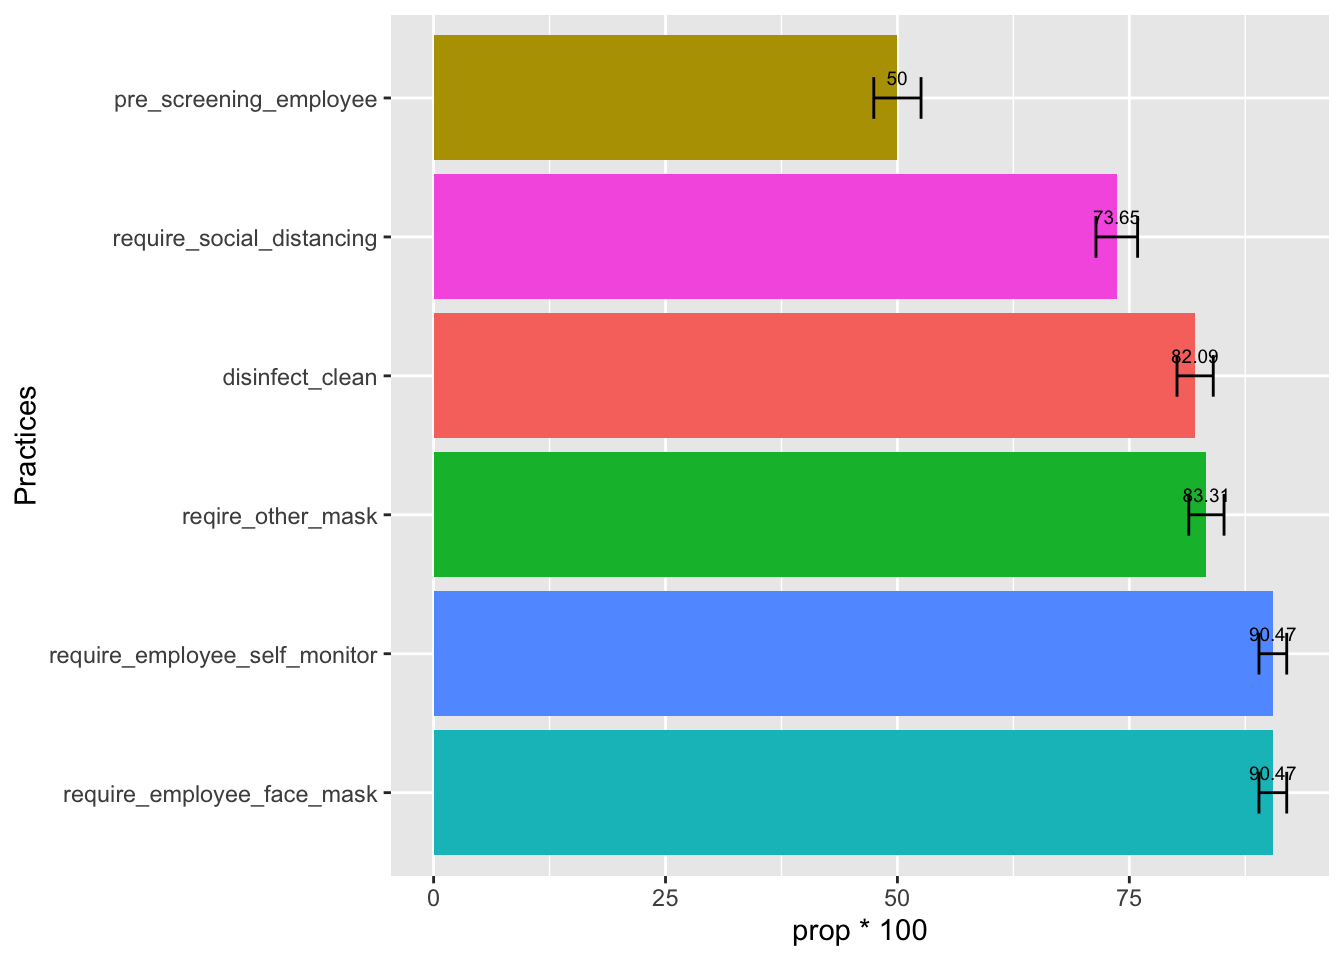 pre_screening_employee
50
require_social_distancing
73.65
disinfect_clean
82.09
reqire_other_mask
83.31
require_employee_self_monitor
90.47
require_employee_face_mask
90.47
Practices
0 25 50 75
prop * 100